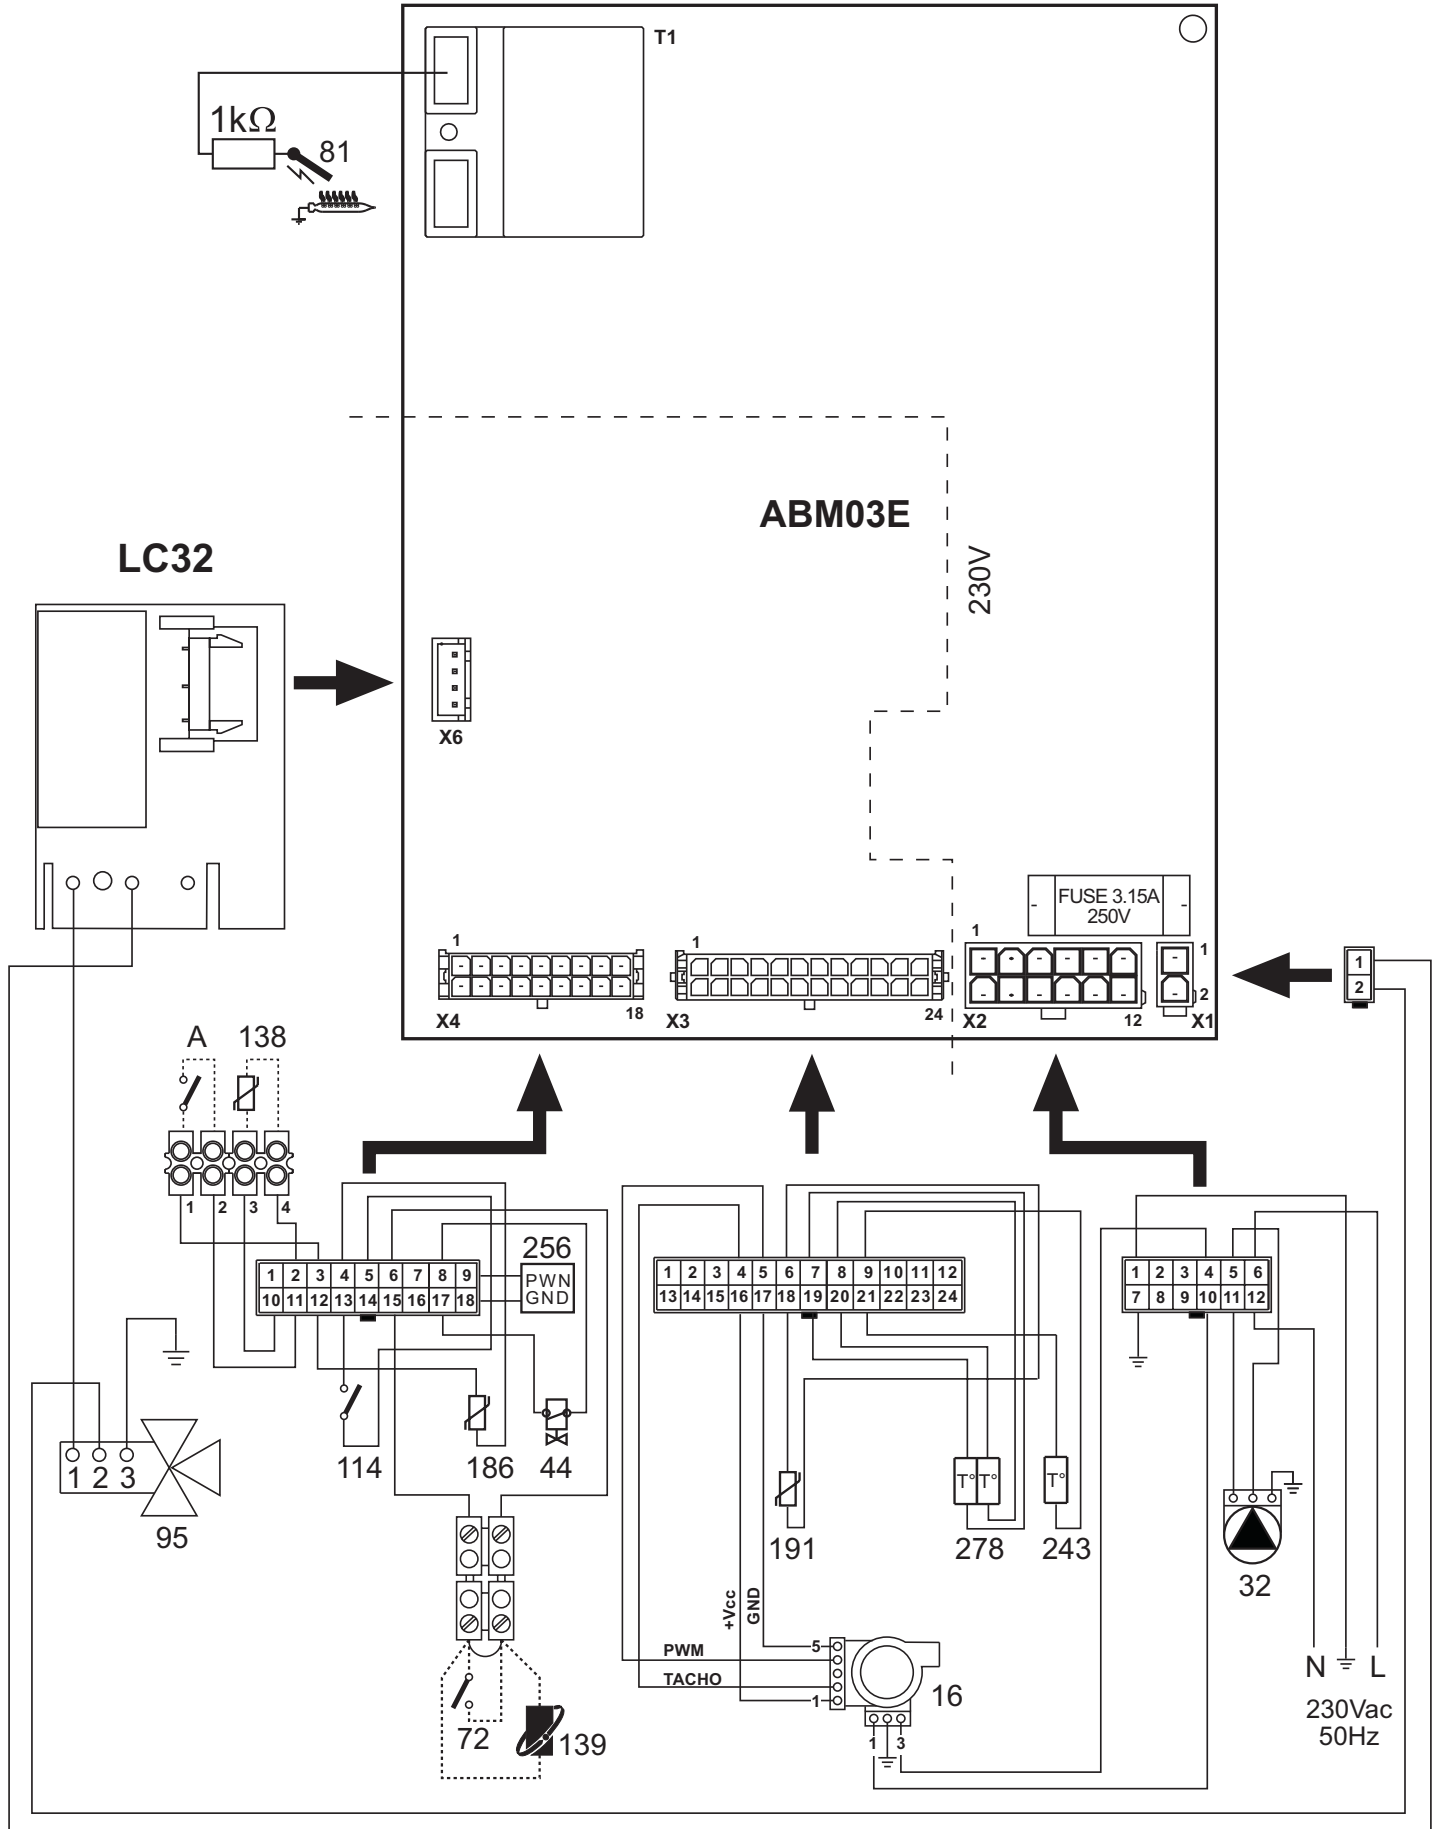 T1
1kΩ
81
ABM03E
230V
LC32
X6
FUSE 3.15A
250V
1
18
X4
1
24
X3
1
12
X2
1
2
X1
1
2
A
138
1
2
3
4
1 2 3 4 5 6 7 8 9
10 11 12 13 14 15 16 17 18
256
PWN
GND
1 2 3 4 5 6 7 8 9 10 11 12
13 14 15 16 17 18 19 20 21 22 23 24
1 2 3 4 5 6
7 8 9 10 11 12
1 2 3
95
114
186
44
191
278
T°
T°
243
T°
32
+Vcc
GND
PWM
TACHO
5
1
16
1
3
72
139
N
L
230Vac
50Hz